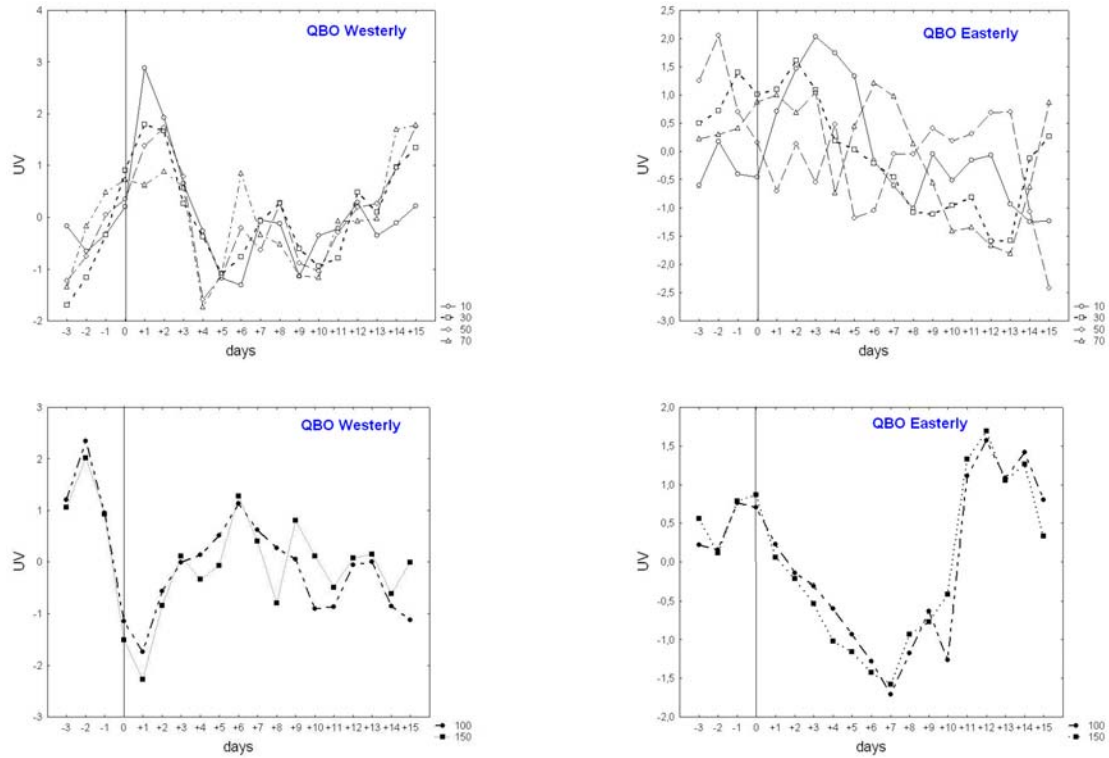 QBO Westerly
4
3
2
1
0
-1
-2
UV
-3 -2 -1 0 +1 +2 +3 +4 +5 +6 +7 +8 +9 +10 +11 +12 +13 +14 +15
days
10
30
50
70
QBO Easterly
2,5
2,0
1,5
1,0
0,5
0,0
-0,5
-1,0
-1,5
-2,0
-2,5
-3,0
UV
-3 -2 -1 0 +1 +2 +3 +4 +5 +6 +7 +8 +9 +10 +11 +12 +13 +14 +15
days
10
30
50
70
QBO Westerly
3
2
1
0
-1
-2
-3
UV
-3 -2 -1 0 +1 +2 +3 +4 +5 +6 +7 +8 +9 +10 +11 +12 +13 +14 +15
days
100
150
QBO Easterly
2,0
1,5
1,0
0,5
0,0
-0,5
-1,0
-1,5
2,0
UV
-3 -2 -1 0 +1 +2 +3 +4 +5 +6 +7 +8 +9 +10 +11 +12 +13 +14 +15
days
100
150